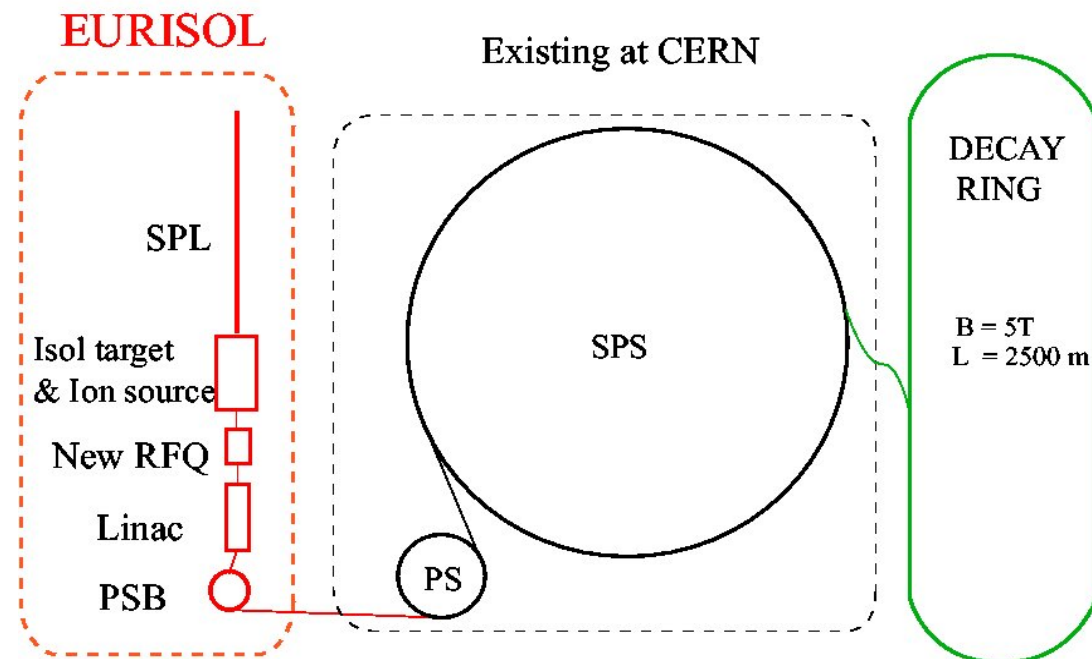 EURISOL
Existing at CERN
SPL
Isol target
& Ion source
New RFQ
Linac
PSB
PS
SPS
DECAY
RING
B = 5T
L = 2500 m